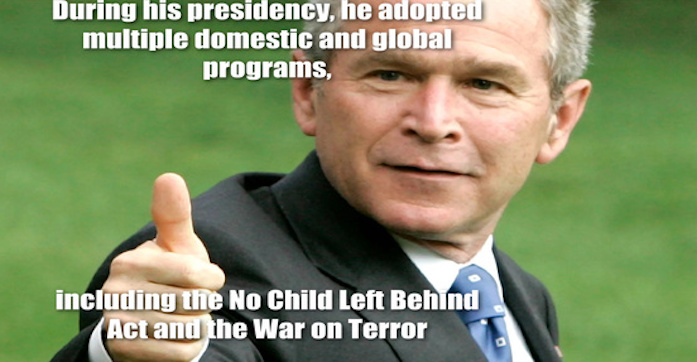 During his presidency, he adopted
multiple domestic and global
programs,
including the No Child Left Behind
Act and the War on Terror